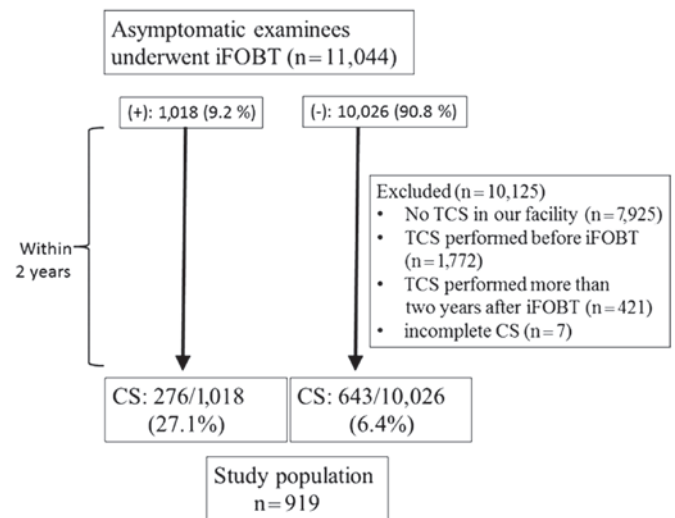 Asymptomatic examinees
underwent iFOBT (n=11,044)
(+): 1,018 (9.2 %)
(-): 10,026 (90.8 %)
Within
2 years
Excluded (n=10,125)
• No TCS in our facility (n=7,925)
• TCS performed before iFOBT
(n=1,772)
• TCS performed more than
two years after iFOBT (n=421)
• incomplete CS (n=7)
CS: 276/1,018
(27.1%)
CS: 643/10,026
(6.4%)
Study population
n=919